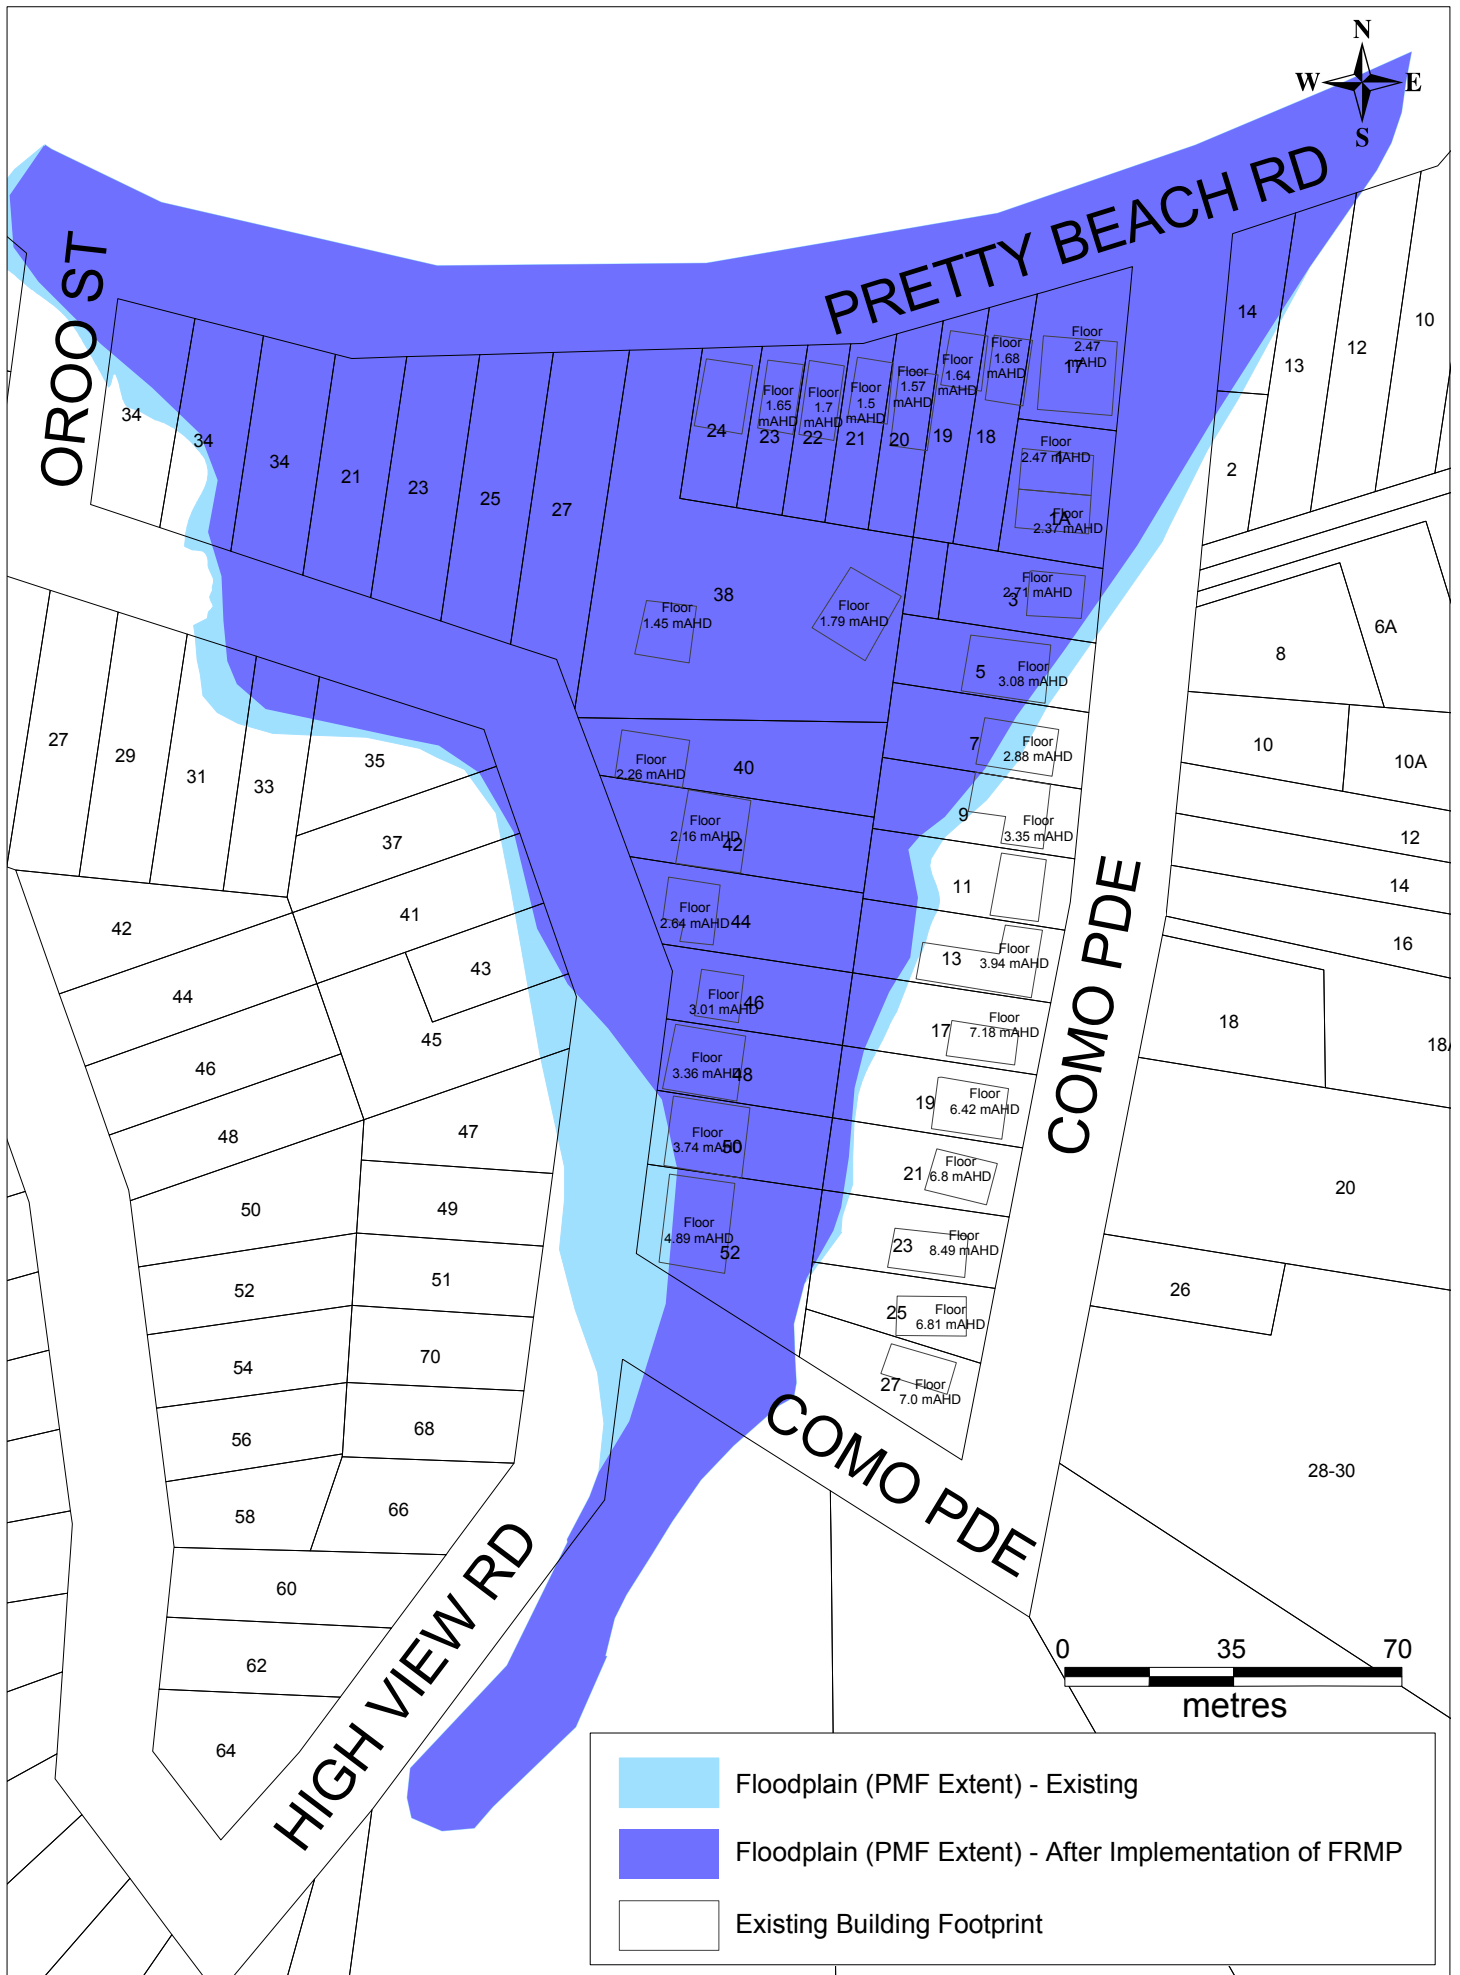 N
W E
S
PRETTY BEACH RD
OROO ST
34
34
34
21
23
25
27
24
Floor
1.65
mAHD
23
Floor
1.7
mAHD
22
Floor
1.5
mAHD
21
Floor
1.57
mAHD
20
Floor
1.64
mAHD
19
Floor
1.68
mAHD
18
Floor
2.47
mAHD
17
Floor
2.47 mAHD
1
Floor
2.37 mAHD
1A
14
13
12
10
2
Floor
2.71 mAHD
3
38
Floor
1.45 mAHD
Floor
1.79 mAHD
5
Floor
3.08 mAHD
6A
8
10
10A
12
14
16
18
18A
20
26
28-30
7
Floor
2.88 mAHD
9
Floor
3.35 mAHD
11
13
Floor
3.94 mAHD
17
Floor
7.18 mAHD
19
Floor
6.42 mAHD
21
Floor
6.8 mAHD
23
Floor
8.49 mAHD
25
Floor
6.81 mAHD
27
Floor
7.0 mAHD
COMO PDE
40
Floor
2.26 mAHD
42
Floor
2.16 mAHD
44
Floor
2.64 mAHD
46
Floor
3.01 mAHD
48
Floor
3.36 mAHD
50
Floor
3.74 mAHD
52
Floor
4.89 mAHD
COMO PDE
27
29
31
33
35
37
41
43
45
47
49
51
70
68
66
42
44
46
48
50
52
54
56
58
60
62
64
HIGH VIEW RD
0 35 70
metres
Floodplain (PMF Extent) - Existing
Floodplain (PMF Extent) - After Implementation of FRMP
Existing Building Footprint